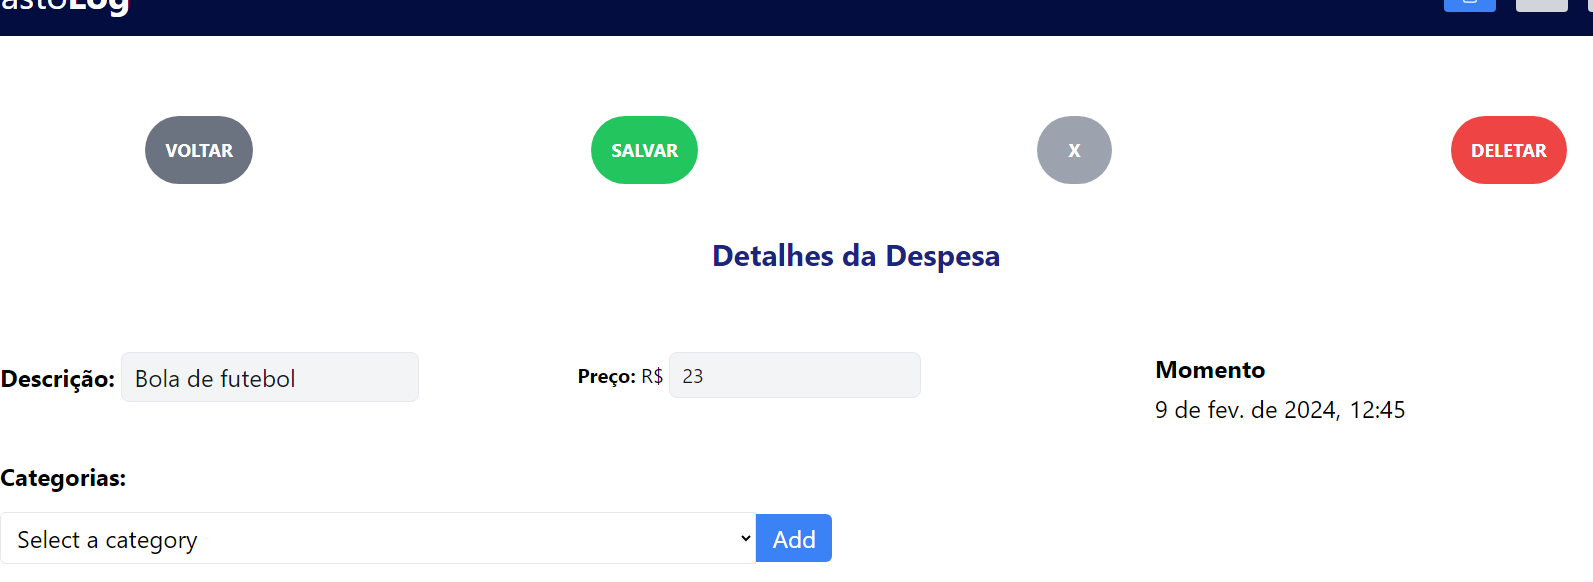 astoLog
VOLTAR SALVAR X DELETAR
Detalhes da Despesa
Descrição: Bola de futebol Preço: R$ 23 Momento
9 de fev. de 2024, 12:45
Categorias:
Select a category Add